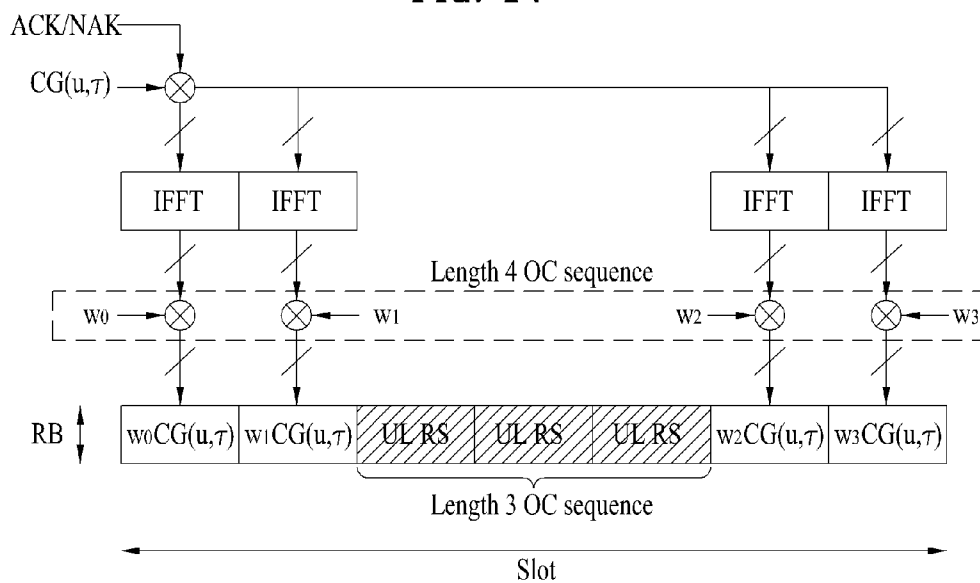 ACK/NAK
CG(u,τ)
IFFT IFFT IFFT IFFT
Length 4 OC sequence
w0 w1 w2 w3
RB
w0CG(u,τ) w1CG(u,τ) UL RS UL RS UL RS w2CG(u,τ) w3CG(u,τ)
Length 3 OC sequence
Slot